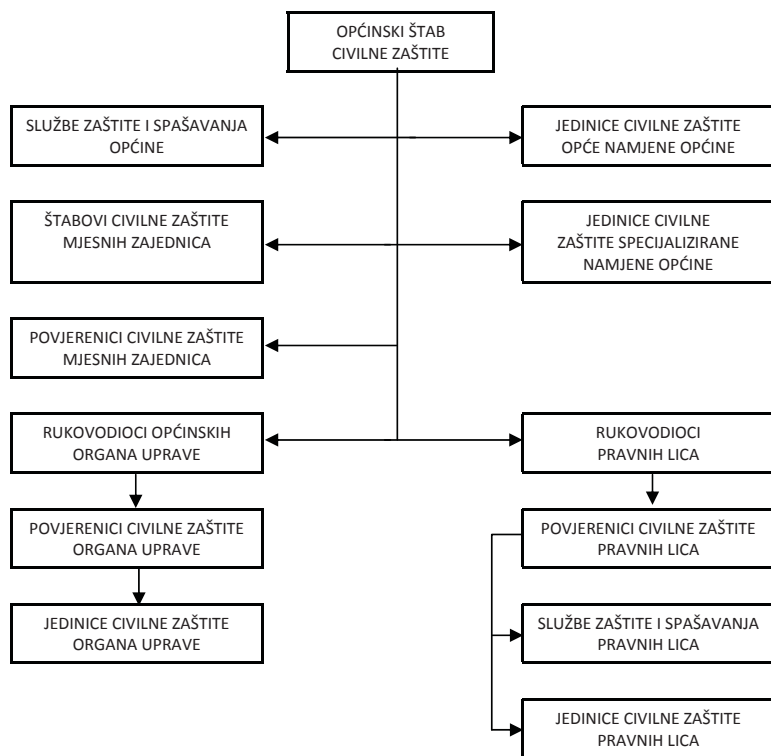 OPĆINSKI ŠTAB
CIVILNE ZAŠTITE
SLUŽBE ZAŠTITE I SPAŠAVANJA
OPĆINE
JEDINICE CIVILNE ZAŠTITE
OPĆE NAMJENE OPĆINE
ŠTABOVI CIVILNE ZAŠTITE
MJESNIH ZAJEDNICA
JEDINICE CIVILNE
ZAŠTITE SPECIJALIZIRANE
NAMJENE OPĆINE
POVJERENICI CIVILNE ZAŠTITE
MJESNIH ZAJEDNICA
RUKOVODIOCI OPĆINSKIH
ORGANA UPRAVE
RUKOVODIOCI
PRAVNIH LICA
POVJERENICI CIVILNE ZAŠTITE
ORGANA UPRAVE
POVJERENICI CIVILNE ZAŠTITE
PRAVNIH LICA
JEDINICE CIVILNE ZAŠTITE
ORGANA UPRAVE
SLUŽBE ZAŠTITE I SPAŠAVANJA
PRAVNIH LICA
JEDINICE CIVILNE ZAŠTITE
PRAVNIH LICA